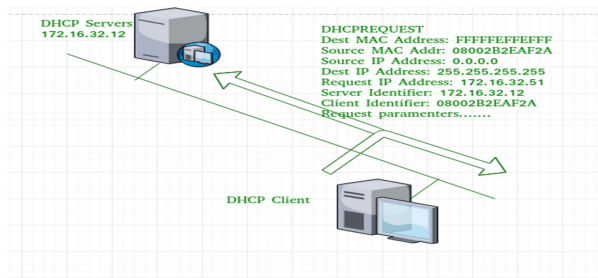 DHCP Servers
172.16.32.12
DHCPREQUEST
Dest MAC Address: FFFFFEFFEFFF
Source MAC Addr: 08002B2EAF2A
Source IP Address: 0.0.0.0
Dest IP Address: 255.255.255.255
Request IP Address: 172.16.32.51
Server Identifier: 172.16.32.12
Client Identifier: 08002B2EAF2A
Request paramenters.......
DHCP Client